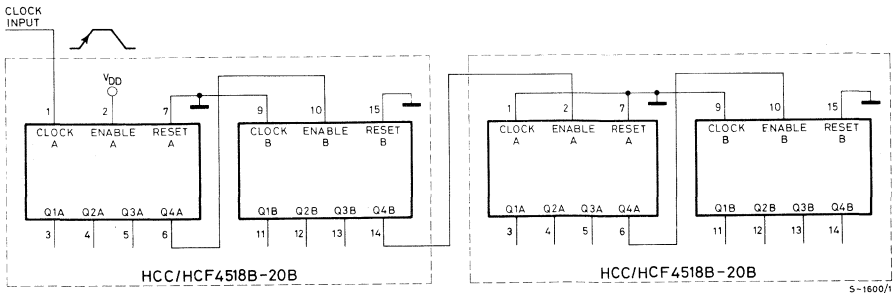 CLOCK
INPUT
VDD
1 2 7 9 10 15 1 2 7 9 10 15
CLOCK A ENABLE A RESET A
CLOCK B ENABLE B RESET B
CLOCK A ENABLE A RESET A
CLOCK B ENABLE B RESET B
Q1A Q2A Q3A Q4A
Q1B Q2B Q3B Q4B
Q1A Q2A Q3A Q4A
Q1B Q2B Q3B Q4B
3 4 5 6 11 12 13 14 3 4 5 6 11 12 13 14
HCC/HCF4518B-20B
HCC/HCF4518B-20B
S-1600/1